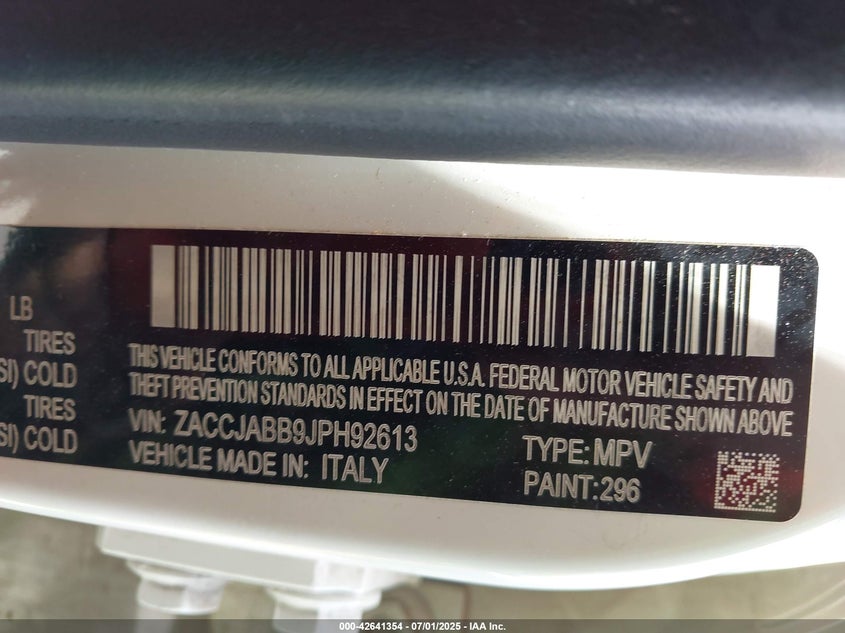 LB
TIRES
SI) COLD
TIRES
SI) COLD
THIS VEHICLE CONFORMS TO ALL APPLICABLE U.S.A. FEDERAL MOTOR VEHICLE SAFETY AND
THEFT PREVENTION STANDARDS IN EFFECT ON THE DATE OF MANUFACTURE SHOWN ABOVE
VIN: ZACCJABB9JPH92613
TYPE: MPV
VEHICLE MADE IN: ITALY
PAINT: 296
000-42641354 - 07/01/2025 - IAA Inc.